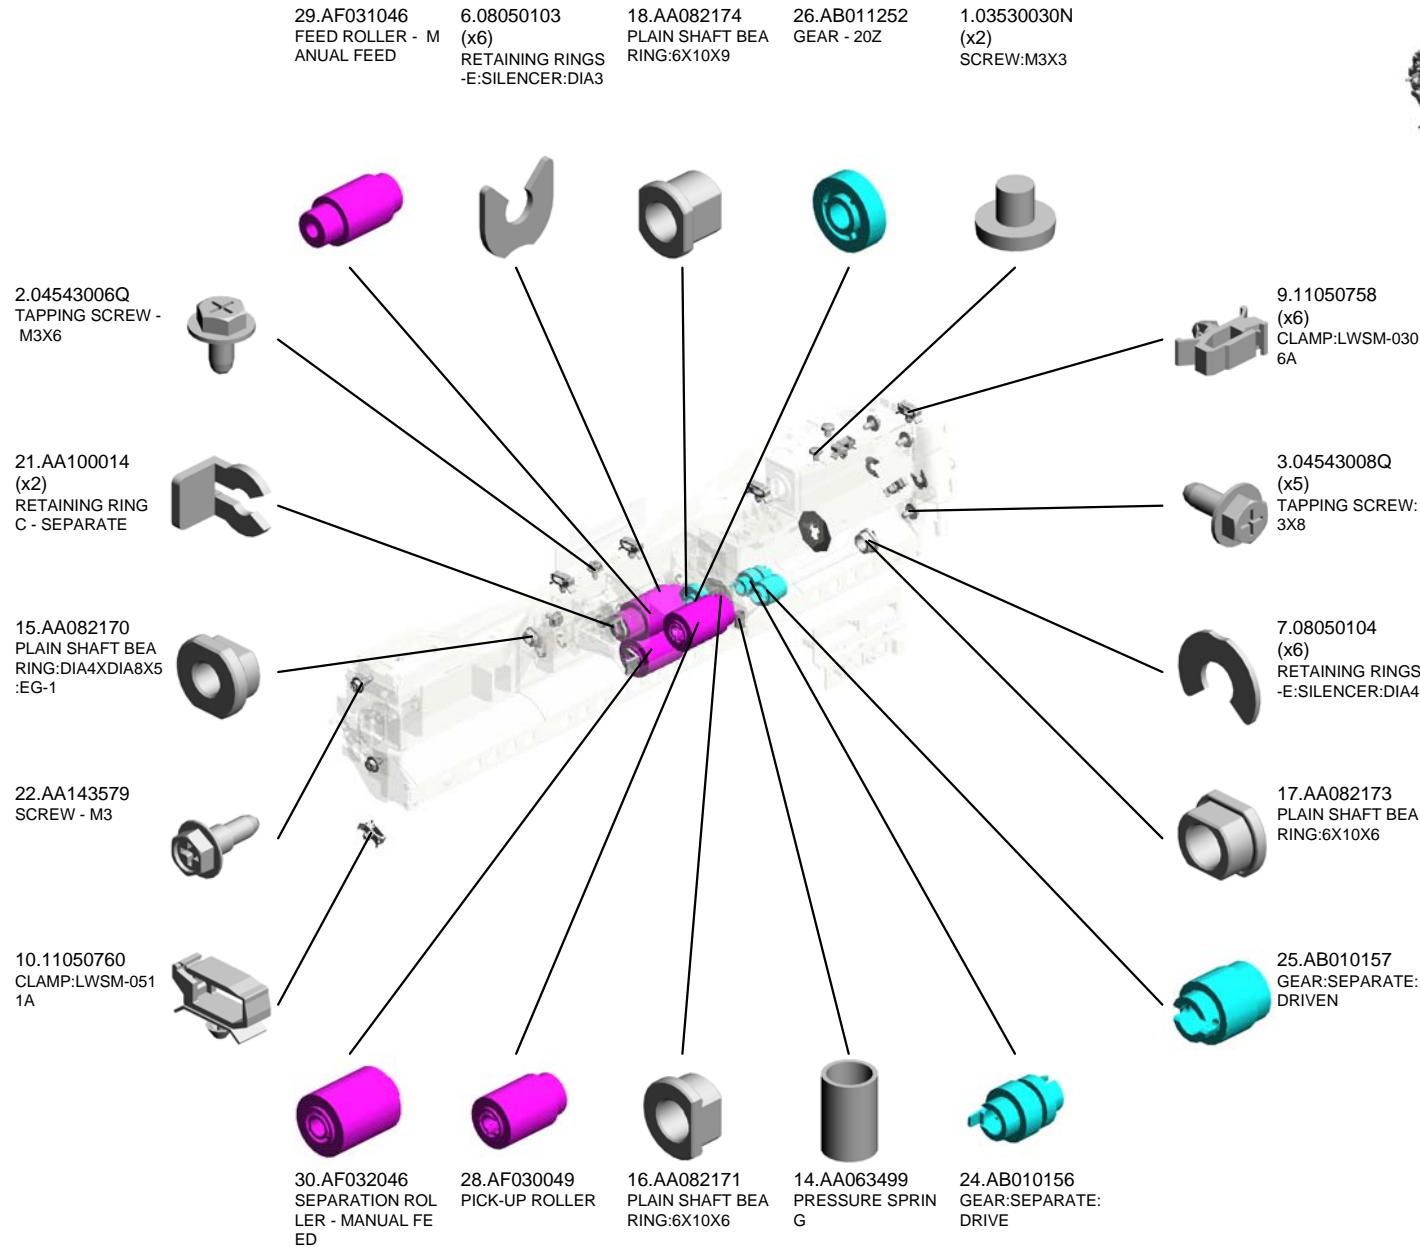 29.AF031046
FEED ROLLER - M
ANUAL FEED
6.08050103
(x6)
RETAINING RINGS
-E:SILENCER:DIA3
18.AA082174
PLAIN SHAFT BEA
RING:6X10X9
26.AB011252
GEAR - 20Z
1.03530030N
(x2)
SCREW:M3X3
2.04543006Q
TAPPING SCREW -
M3X6
9.11050758
(x6)
CLAMP:LWSM-030
6A
21.AA100014
(x2)
RETAINING RING
C - SEPARATE
3.04543008Q
(x5)
TAPPING SCREW:
3X8
15.AA082170
PLAIN SHAFT BEA
RING:DIA4XDIA8X5
:EG-1
7.08050104
(x6)
RETAINING RINGS
-E:SILENCER:DIA4
22.AA143579
SCREW - M3
17.AA082173
PLAIN SHAFT BEA
RING:6X10X6
10.11050760
CLAMP:LWSM-051
1A
25.AB010157
GEAR:SEPARATE:
DRIVEN
30.AF032046
SEPARATION ROL
LER - MANUAL FE
ED
28.AF030049
PICK-UP ROLLER
16.AA082171
PLAIN SHAFT BEA
RING:6X10X6
14.AA063499
PRESSURE SPRIN
G
24.AB010156
GEAR:SEPARATE:
DRIVE